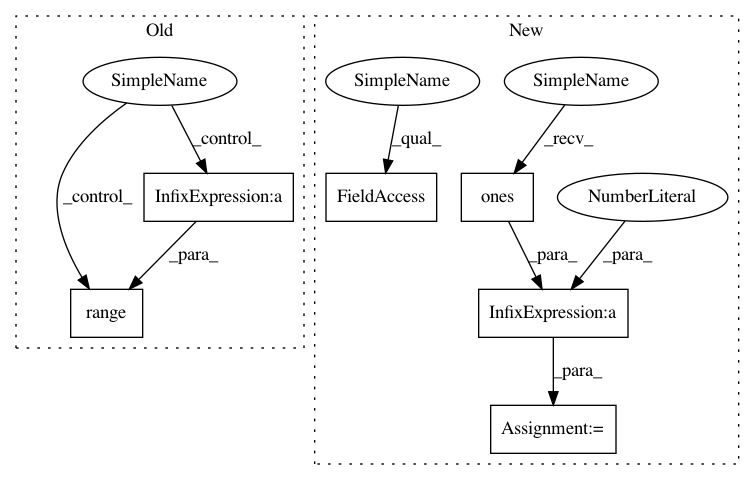 Old
New
SimpleName
SimpleName
SimpleName
_control_
_qual_
_recv_
_control_
InfixExpression:a
FieldAccess
ones
NumberLiteral
_para_
_para_
_para_
range
InfixExpression:a
_para_
Assignment:=